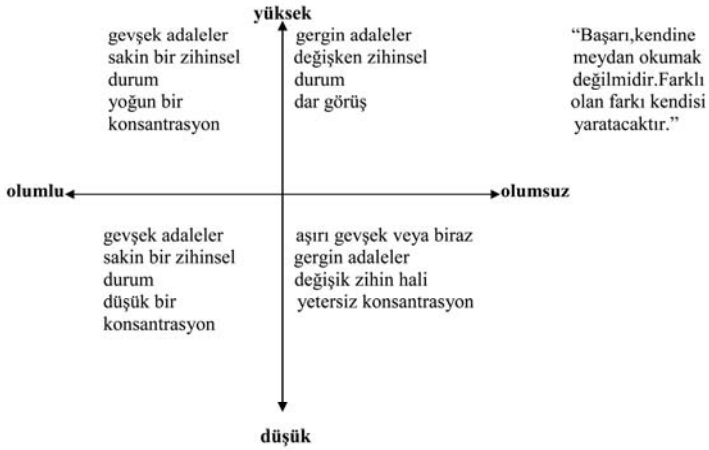 yüksek
gevşek adaleler
sakin bir zihinsel
durum
yoğun bir
konsantrasyon
gergin adaleler
değişken zihinsel
durum
dar görüş
“Başarı,kendine
meydan okumak
değilmidir.Farklı
olan farkı kendisi
yaratacaktır.”
olumlu
olumsuz
gevşek adaleler
sakin bir zihinsel
durum
düşük bir
konsantrasyon
aşırı gevşek veya biraz
gergin adaleler
değişik zihin hali
yetersiz konsantrasyon
düşük